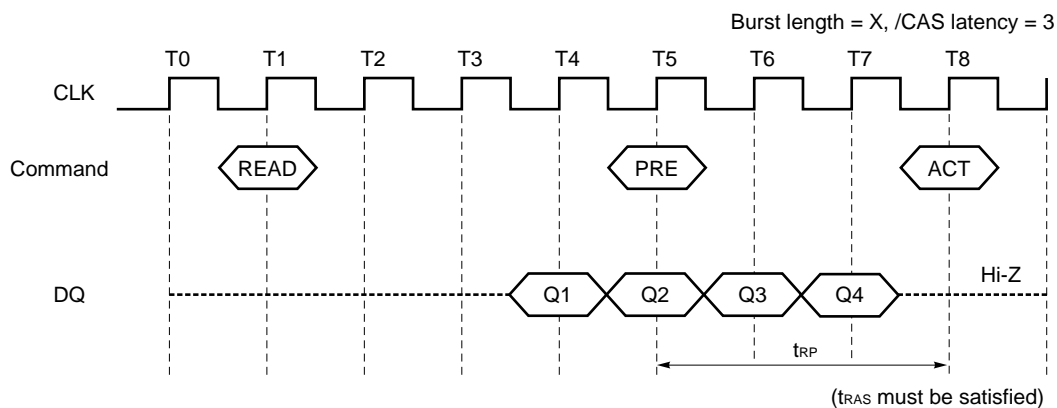 Burst length = X, /CAS latency = 3
T0 T1 T2 T3 T4 T5 T6 T7 T8
CLK
Command READ PRE ACT
Hi-Z
DQ Q1 Q2 Q3 Q4
tRP
(tRAS must be satisfied)